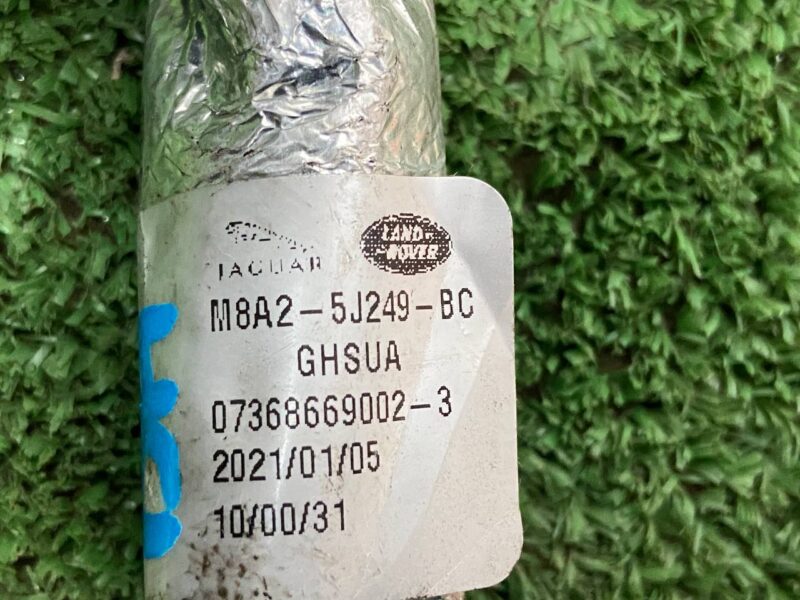 JAGUAR
LAND ROVER
M8A2-5J249-BC
GHSUA
07368669002-3
2021/01/05
10/00/31